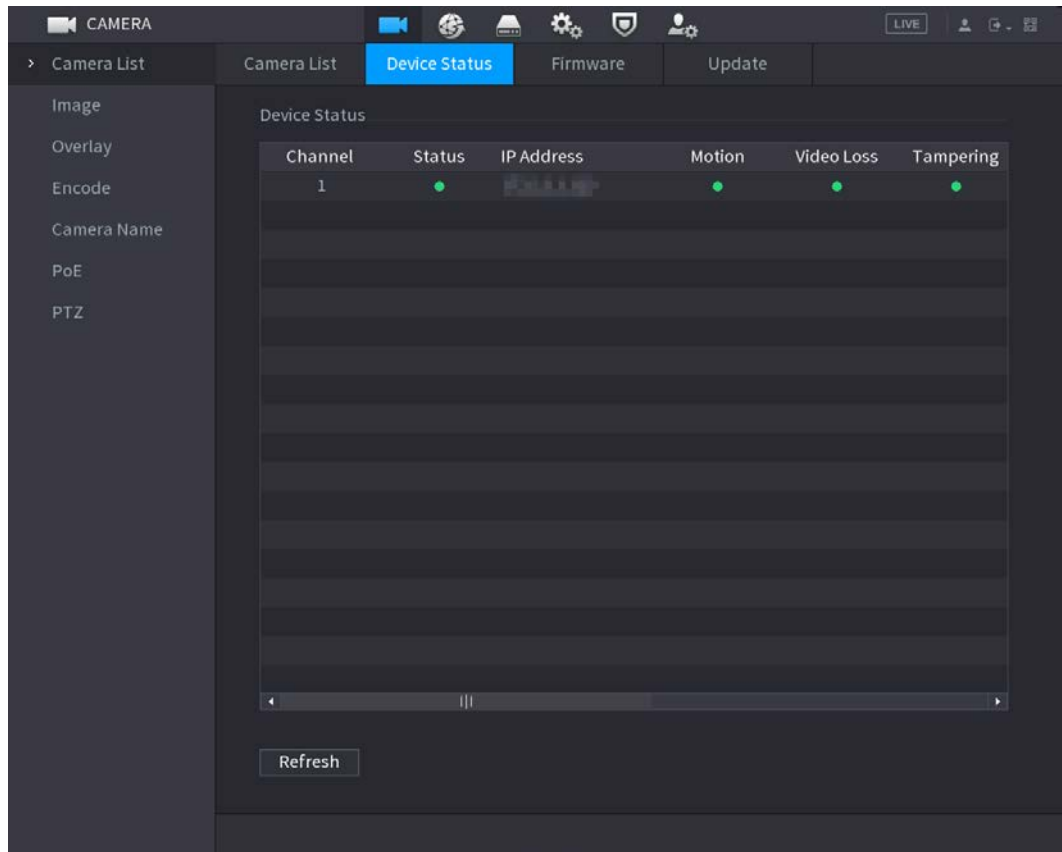 CAMERA
LIVE
Camera List
Image
Overlay
Encode
Camera Name
PoE
PTZ
Camera List Device Status Firmware Update
Device Status
Channel Status IP Address Motion Video Loss Tampering
1
Refresh